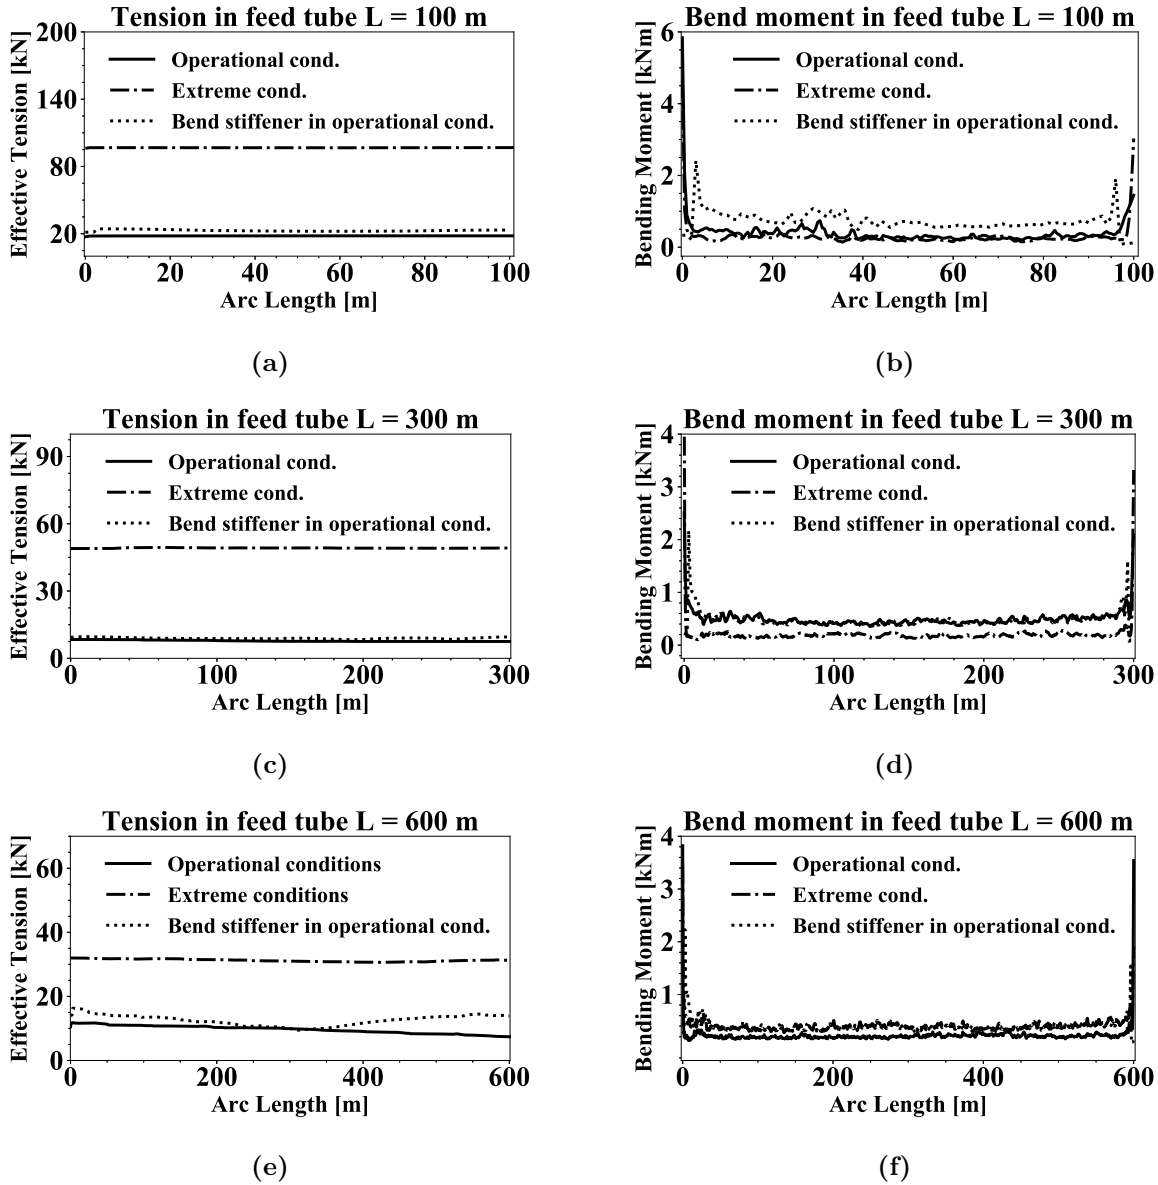 Tension in feed tube L = 100 m
Effective Tension [kN]
200
140
80
20
Operational cond.
Extreme cond.
Bend stiffener in operational cond.
0 20 40 60 80 100
Arc Length [m]
(a)
Bend moment in feed tube L = 100 m
Bending Moment [kNm]
6
4
2
0
Operational cond.
Extreme cond.
Bend stiffener in operational cond.
0 20 40 60 80 100
Arc Length [m]
(b)
Tension in feed tube L = 300 m
Effective Tension [kN]
90
60
30
0
Operational cond.
Extreme cond.
Bend stiffener in operational cond.
0 100 200 300
Arc Length [m]
(c)
Bend moment in feed tube L = 300 m
Bending Moment [kNm]
4
3
2
1
0
Operational cond.
Extreme cond.
Bend stiffener in operational cond.
0 100 200 300
Arc Length [m]
(d)
Tension in feed tube L = 600 m
Effective Tension [kN]
60
40
20
0
Operational conditions
Extreme conditions
Bend stiffener in operational cond.
0 200 400 600
Arc Length [m]
(e)
Bend moment in feed tube L = 600 m
Bending Moment [kNm]
4
3
2
1
Operational cond.
Extreme cond.
Bend stiffener in operational cond.
0 200 400 600
Arc Length [m]
(f)